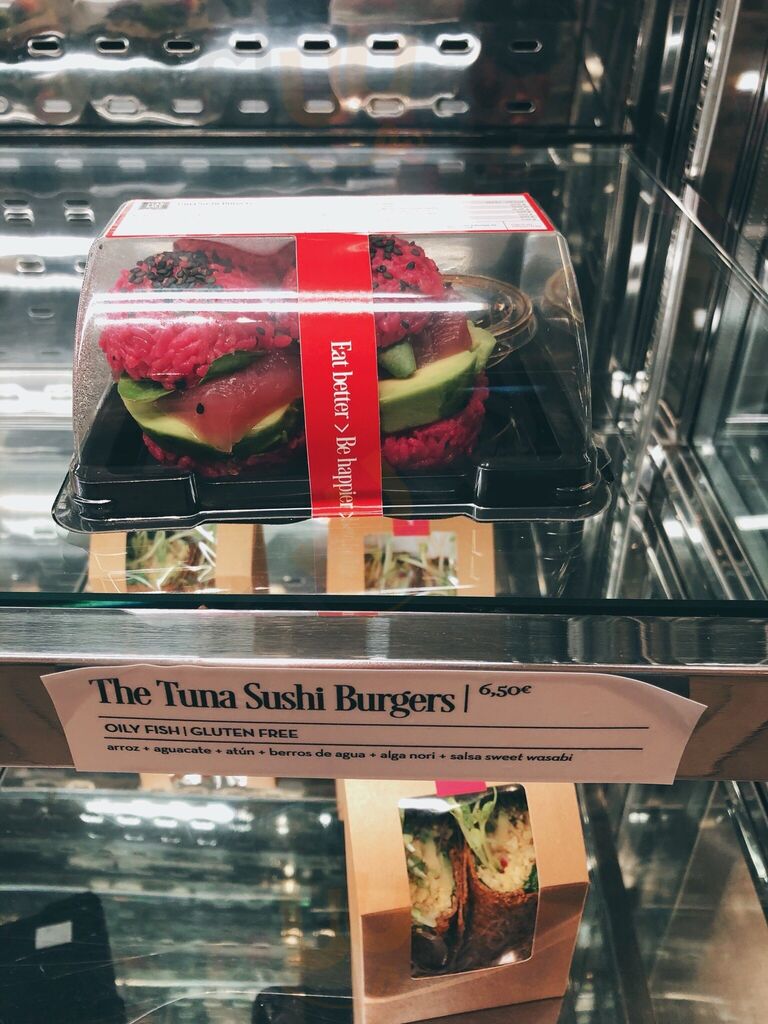 Eat better > Be happier>
The Tuna Sushi Burgers | 6,50€
OILY FISH | GLUTEN FREE
arroz + aguacate + atún + berros de agua + alga nori + salsa sweet wasabi